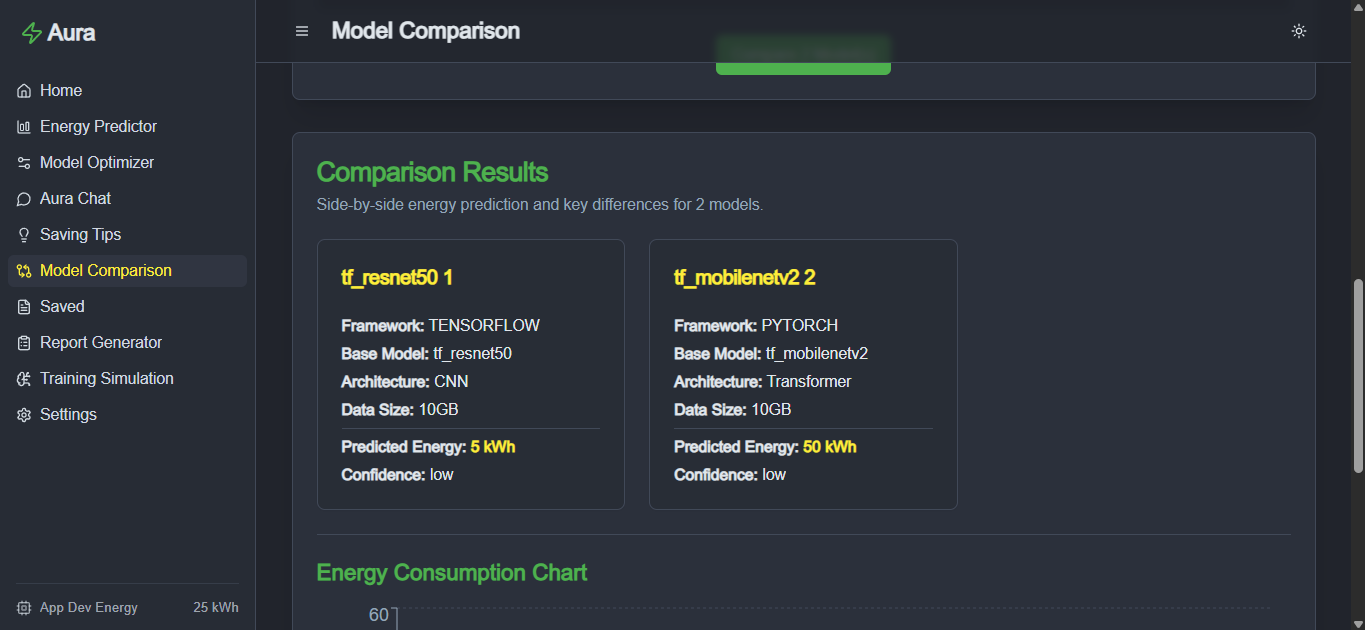 Aura
Home
Energy Predictor
Model Optimizer
Aura Chat
Saving Tips
Model Comparison
Saved
Report Generator
Training Simulation
Settings
App Dev Energy 25 kWh
Model Comparison
Comparison Results
Side-by-side energy prediction and key differences for 2 models.
tf_resnet50 1
Framework: TENSORFLOW
Base Model: tf_resnet50
Architecture: CNN
Data Size: 10GB
Predicted Energy: 5 kWh
Confidence: low
tf_mobilenetv2 2
Framework: PYTORCH
Base Model: tf_mobilenetv2
Architecture: Transformer
Data Size: 10GB
Predicted Energy: 50 kWh
Confidence: low
Energy Consumption Chart
60